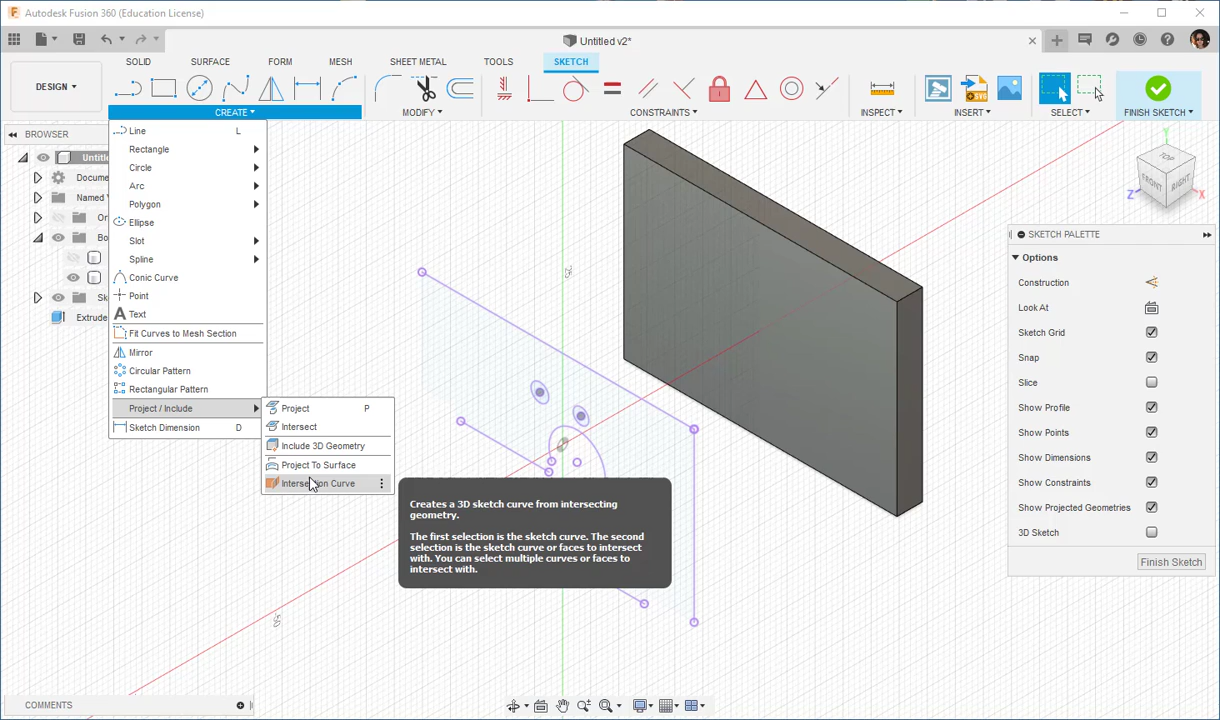 Autodesk Fusion 360 (Education License)
Untitled v2*
SOLID SURFACE FORM MESH SHEET METAL TOOLS SKETCH
DESIGN
CREATE MODIFY CONSTRAINTS INSPECT INSERT SELECT FINISH SKETCH
BROWSER
Line L
Rectangle
Circle
Arc
Polygon
Ellipse
Slot
Spline
Conic Curve
Point
Text
Fit Curves to Mesh Section
Mirror
Circular Pattern
Rectangular Pattern
Project / Include
Sketch Dimension D
Project P
Intersect
Include 3D Geometry
Project To Surface
Intersection Curve
Creates a 3D sketch curve from intersecting
geometry.
The first selection is the sketch curve. The second
selection is the sketch curve or faces to intersect
with. You can select multiple curves or faces to
intersect with.
TOP
FRONT
RIGHT
Y
Z
X
SKETCH PALETTE
Options
Construction
Look At
Sketch Grid
Snap
Slice
Show Profile
Show Points
Show Dimensions
Show Constraints
Show Projected Geometries
3D Sketch
Finish Sketch
COMMENTS